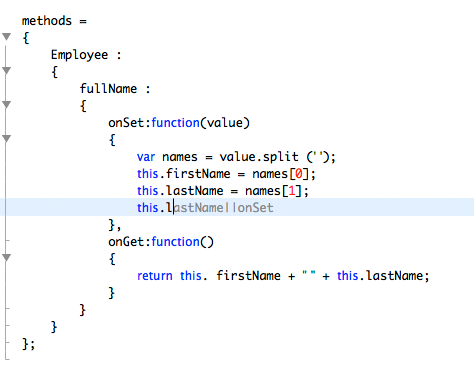 methods =
{
Employee :
{
fullName :
{
onSet:function(value)
{
var names = value.split (' ');
this.firstName = names[0];
this.lastName = names[1];
this.lastName||onSet
},
onGet:function()
{
return this. firstName + " " + this.lastName;
}
}
}
};